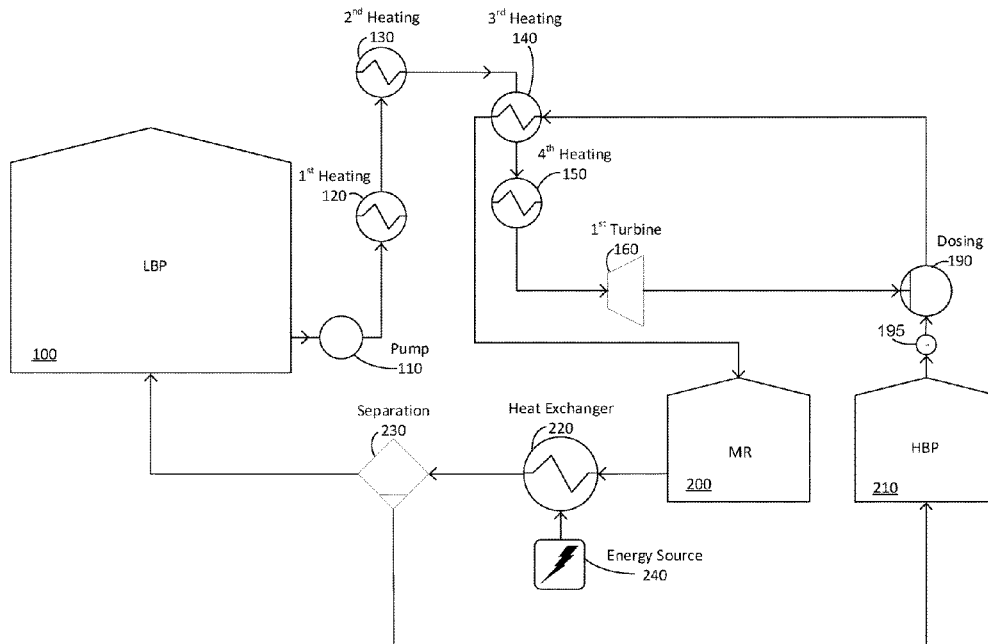 2nd Heating
130
3rd Heating
140
1st Heating
120
4th Heating
150
1st Turbine
160
Dosing
190
LBP
100
195
Pump
110
Separation
230
Heat Exchanger
220
MR
200
HBP
210
Energy Source
240